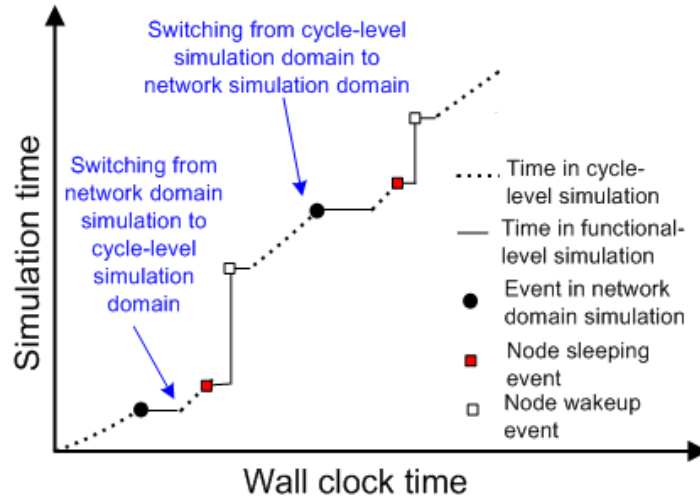 Switching from cycle-level
simulation domain to
network simulation domain
Switching from
network domain
simulation to
cycle-level
simulation
domain
Time in cycle-
level simulation
Time in functional-
level simulation
Event in network
domain simulation
Node sleeping
event
Node wakeup
event
Simulation time
Wall clock time